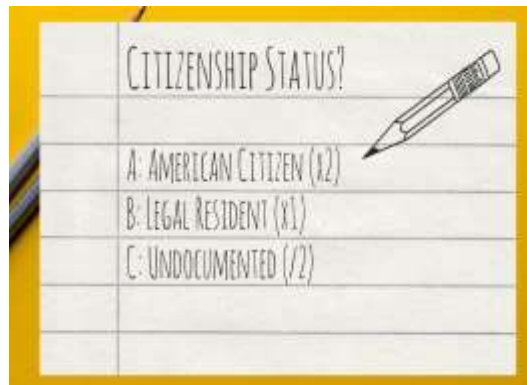 CITIZENSHIP STATUS?
A: AMERICAN CITIZEN (X2)
B: LEGAL RESIDENT (X1)
C: UNDOCUMENTED (/2)